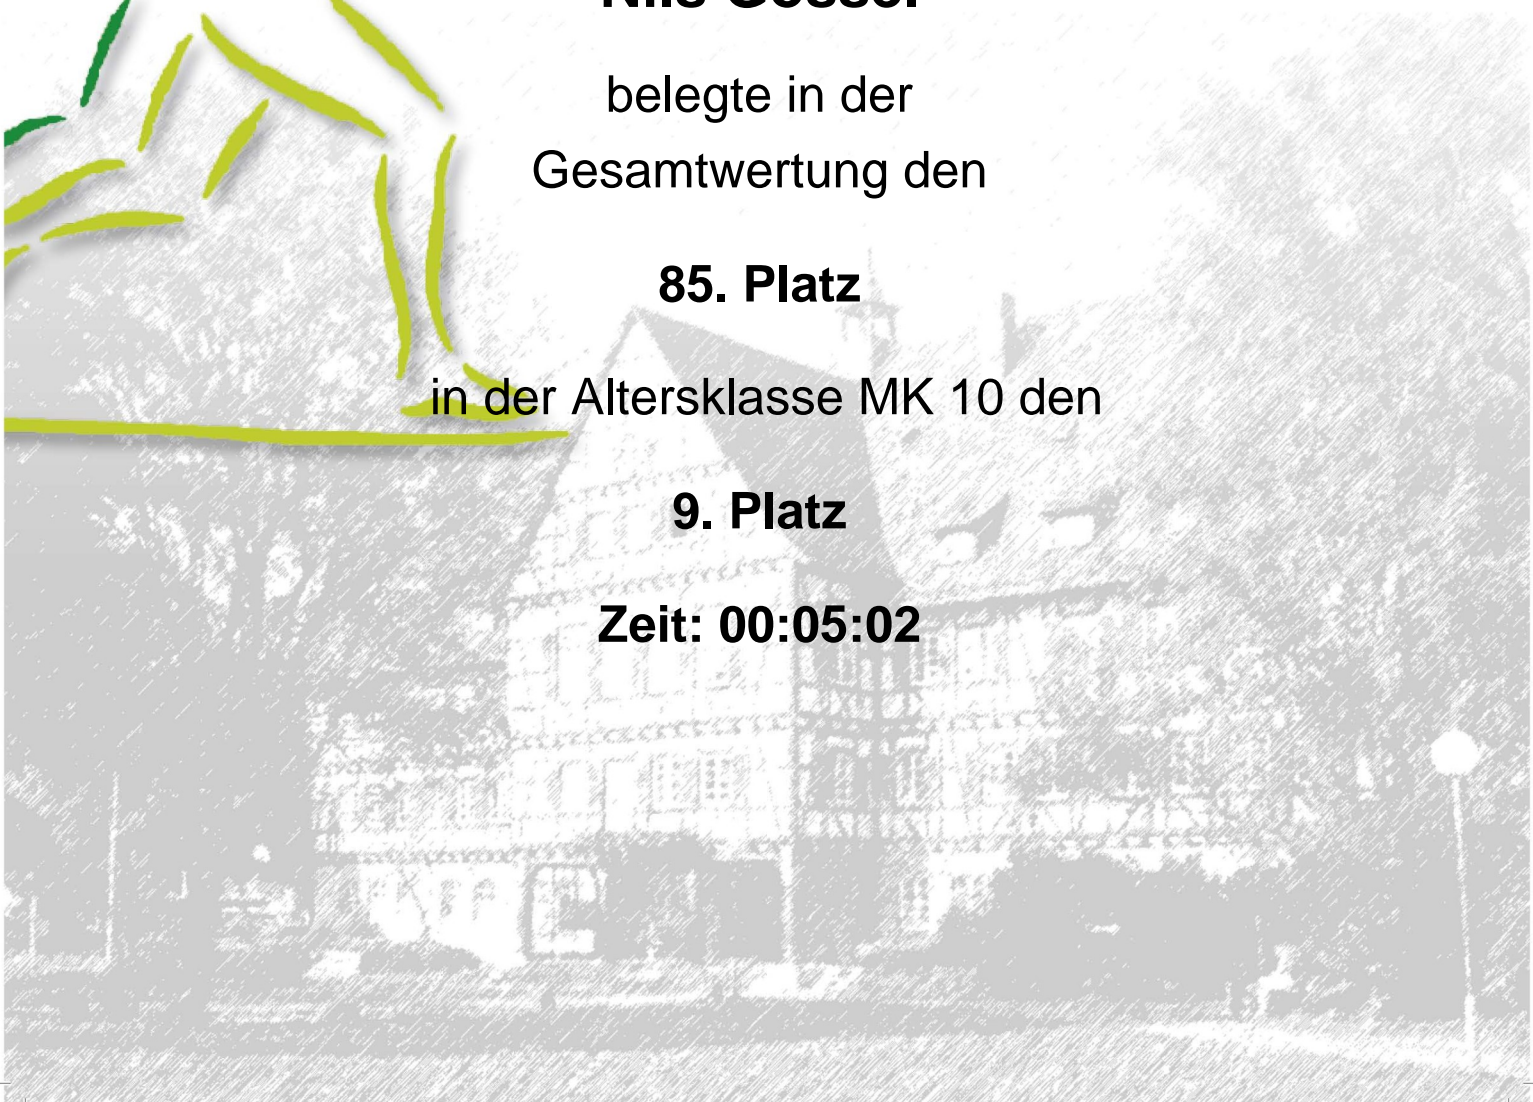 belegte in der
Gesamtwertung den
85. Platz
in der Altersklasse MK 10 den
9. Platz
Zeit: 00:05:02